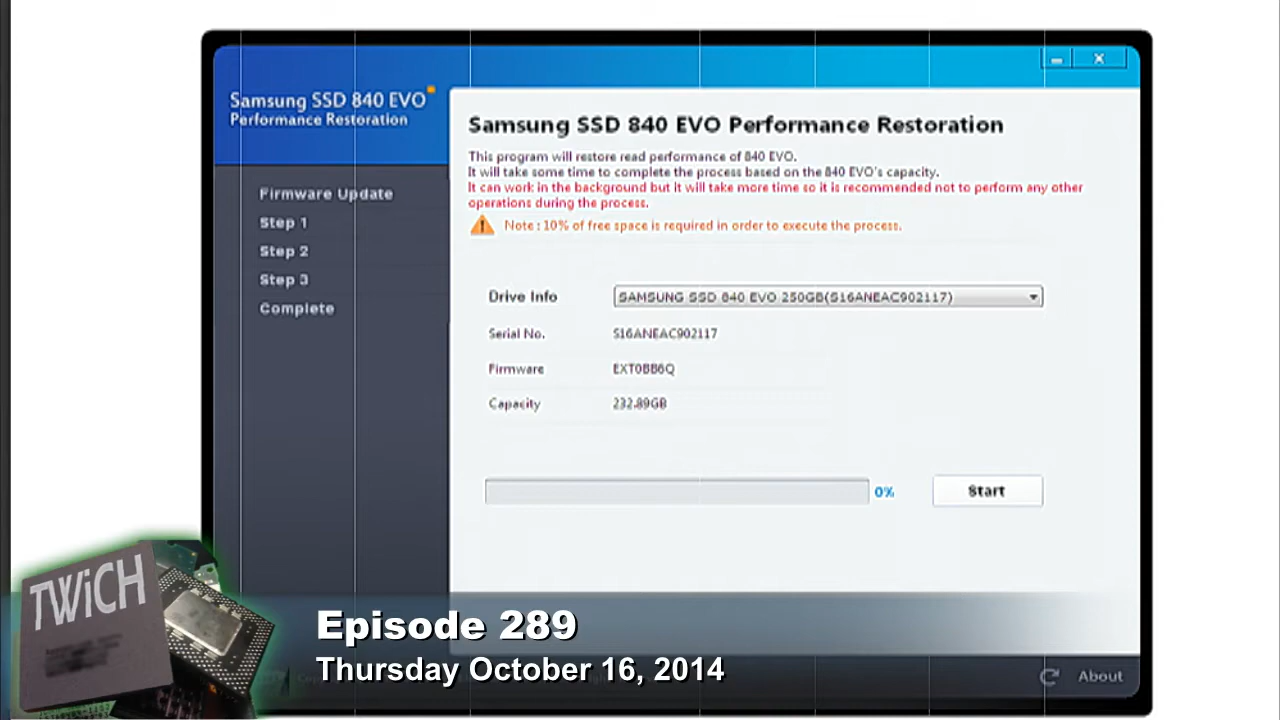 Samsung SSD 840 EVO
Performance Restoration
Firmware Update
Step 1
Step 2
Step 3
Complete
Samsung SSD 840 EVO Performance Restoration
This program will restore read performance of 840 EVO.
It will take some time to complete the process based on the 840 EVO's capacity.
It can work in the background but it will take more time so it is recommended not to perform any other
operations during the process.
Note : 10% of free space is required in order to execute the process.
Drive Info SAMSUNG SSD 840 EVO 250GB(S16ANEAC902117)
Serial No. S16ANEAC902117
Firmware EXT0BB6Q
Capacity 232.89GB
0% Start
TWiCH
Episode 289
Thursday October 16, 2014
About